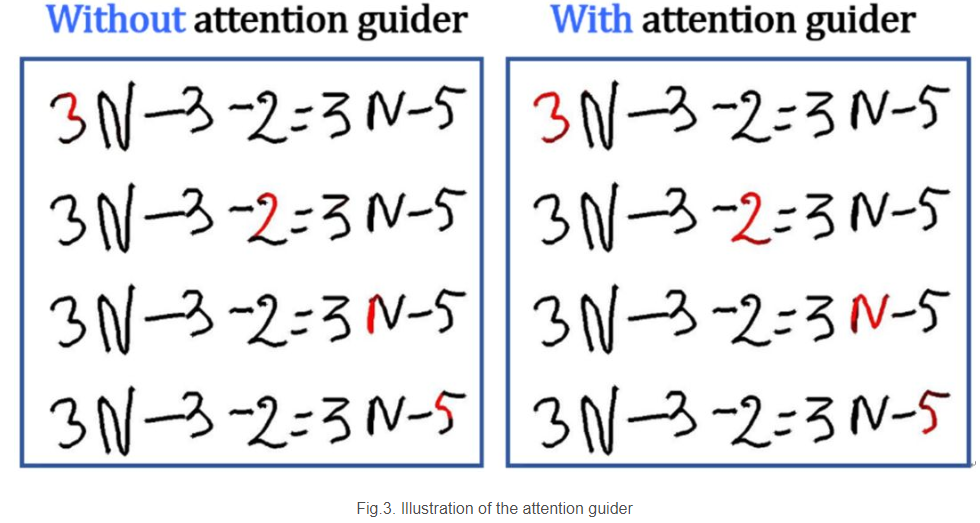 Without attention guider
3N-3-2=3N-5
3N-3-2=3N-5
3N-3-2=3N-5
3N-3-2=3N-5
With attention guider
3N-3-2=3N-5
3N-3-2=3N-5
3N-3-2=3N-5
3N-3-2=3N-5
Fig.3. Illustration of the attention guider